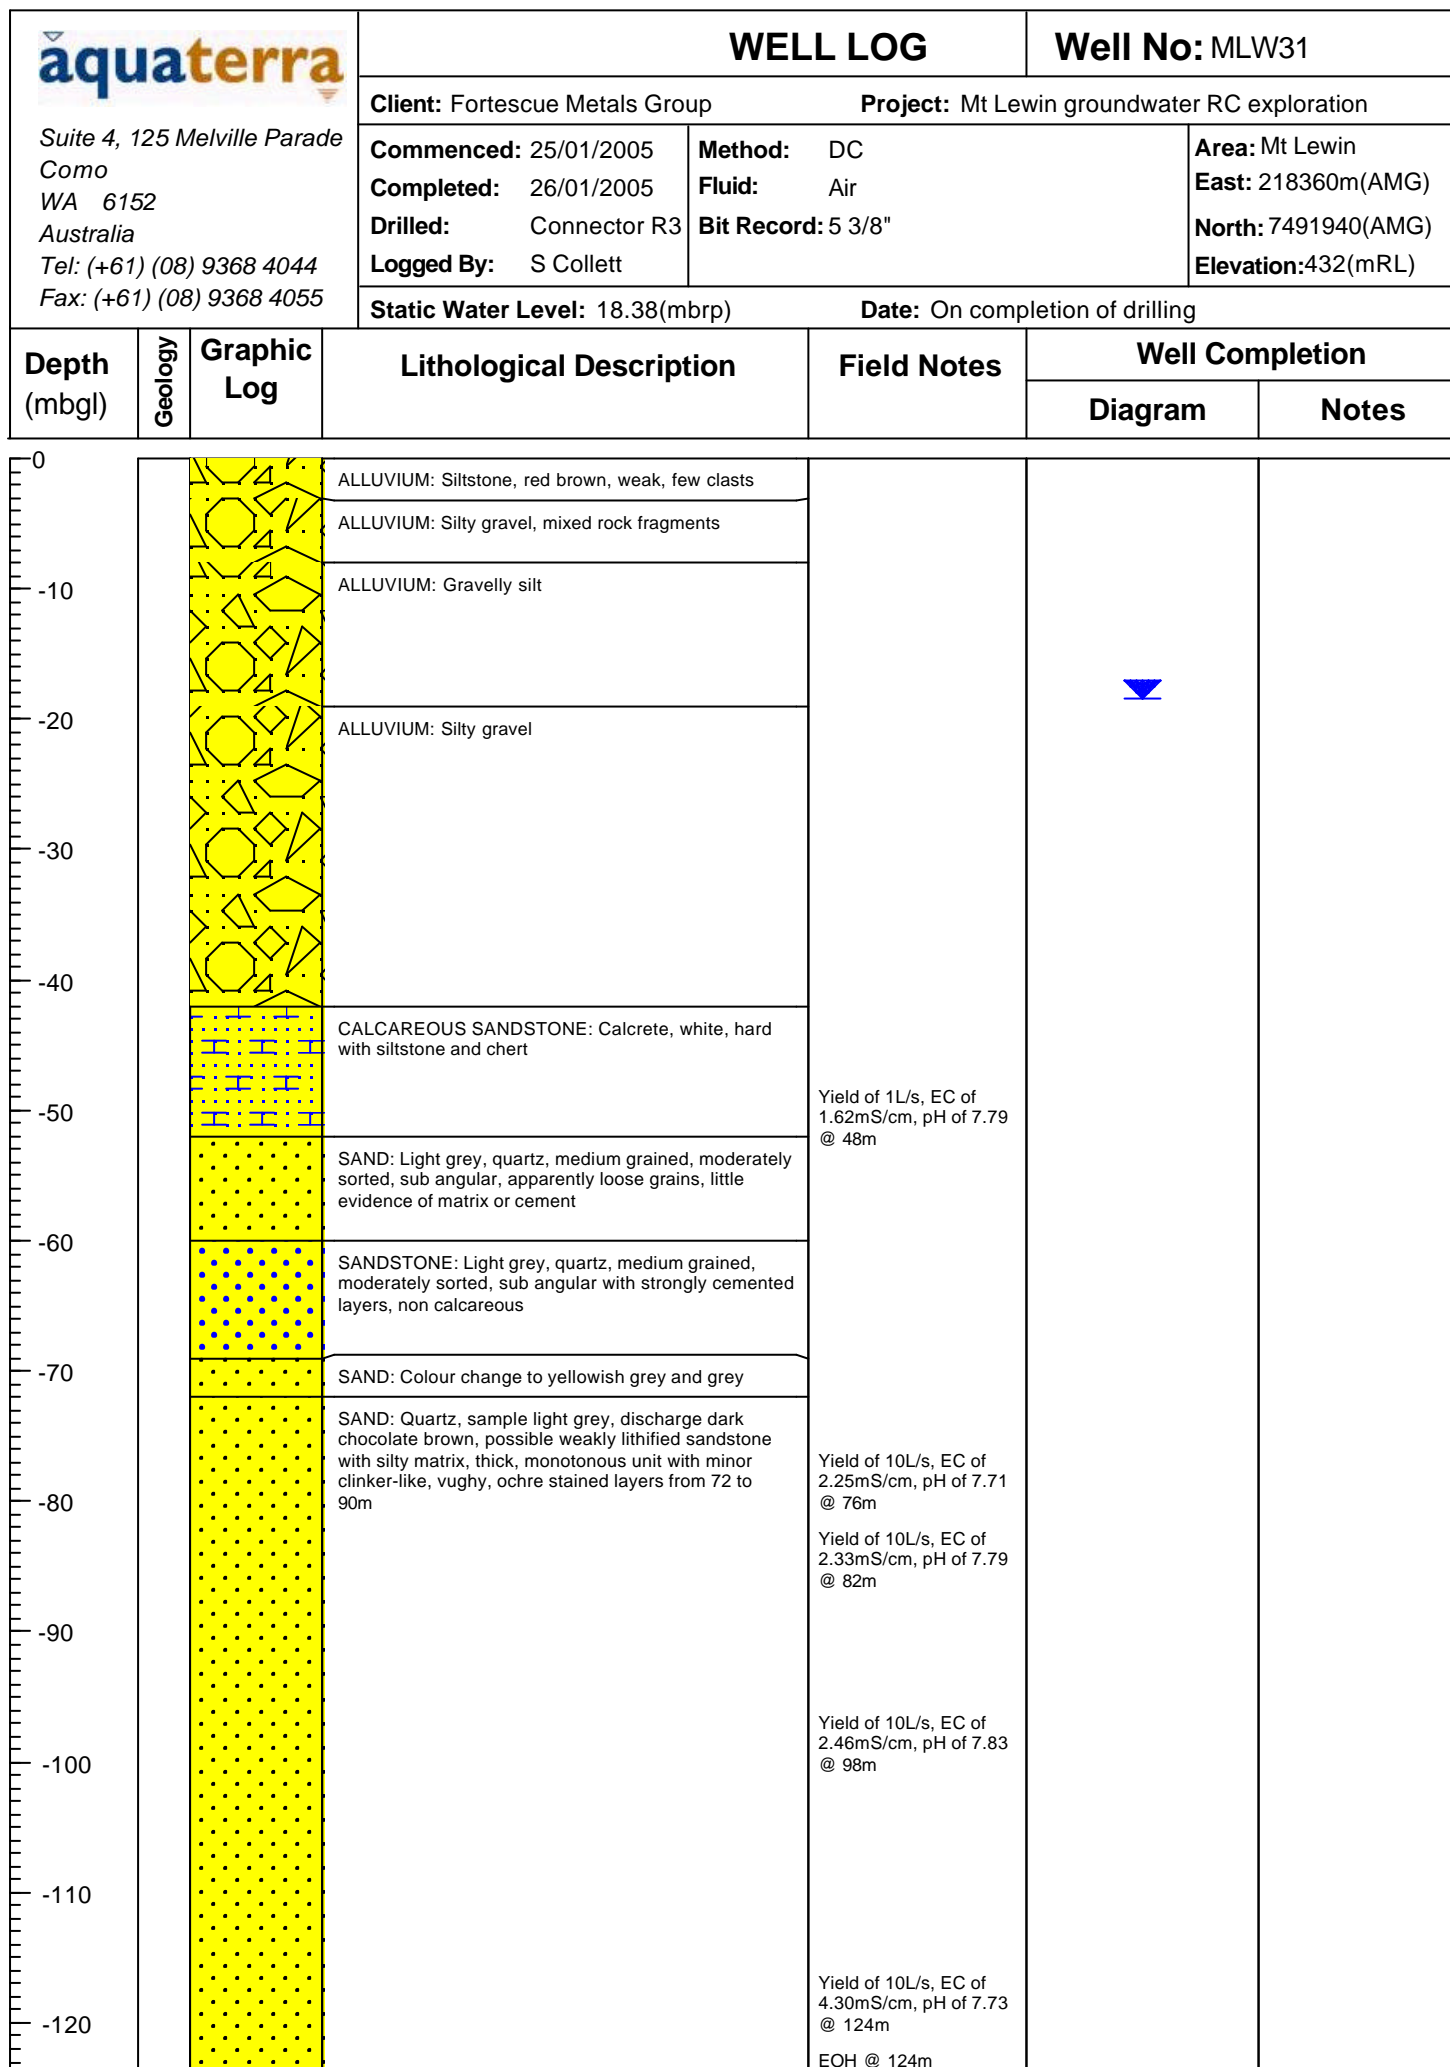 aquaterra
Suite 4, 125 Melville Parade
Como
WA 6152
Australia
Tel: (+61) (08) 9368 4044
Fax: (+61) (08) 9368 4055
WELL LOG
Well No: MLW31
Client: Fortescue Metals Group
Project: Mt Lewin groundwater RC exploration
Commenced: 25/01/2005
Completed: 26/01/2005
Drilled: Connector R3
Logged By: S Collett
Method: DC
Fluid: Air
Bit Record: 5 3/8"
Area: Mt Lewin
East: 218360m(AMG)
North: 7491940(AMG)
Elevation:432(mRL)
Static Water Level: 18.38(mbrp)
Date: On completion of drilling
Depth
(mbgl)
Geology
Graphic
Log
Lithological Description
Field Notes
Well Completion
Diagram
Notes
0
ALLUVIUM: Siltstone, red brown, weak, few clasts
ALLUVIUM: Silty gravel, mixed rock fragments
-10
ALLUVIUM: Gravelly silt
-20
ALLUVIUM: Silty gravel
-30
-40
CALCAREOUS SANDSTONE: Calcrete, white, hard
with siltstone and chert
-50
Yield of 1L/s, EC of
1.62mS/cm, pH of 7.79
@ 48m
SAND: Light grey, quartz, medium grained, moderately
sorted, sub angular, apparently loose grains, little
evidence of matrix or cement
-60
SANDSTONE: Light grey, quartz, medium grained,
moderately sorted, sub angular with strongly cemented
layers, non calcareous
-70
SAND: Colour change to yellowish grey and grey
SAND: Quartz, sample light grey, discharge dark
chocolate brown, possible weakly lithified sandstone
with silty matrix, thick, monotonous unit with minor
clinker-like, vughy, ochre stained layers from 72 to
90m
Yield of 10L/s, EC of
2.25mS/cm, pH of 7.71
@ 76m
-80
Yield of 10L/s, EC of
2.33mS/cm, pH of 7.79
@ 82m
-90
Yield of 10L/s, EC of
2.46mS/cm, pH of 7.83
@ 98m
-100
-110
Yield of 10L/s, EC of
4.30mS/cm, pH of 7.73
@ 124m
-120
EOH @ 124m